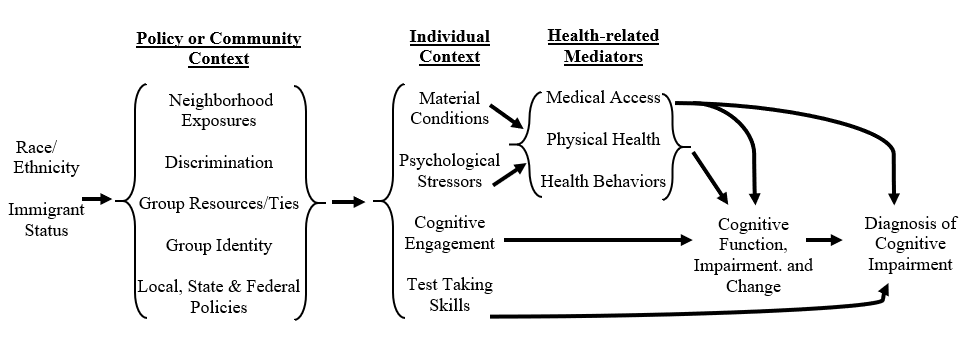 Policy or Community
Context
Individual
Context
Health-related
Mediators
Race/
Ethnicity
Immigrant
Status
Neighborhood
Exposures
Discrimination
Group Resources/Ties
Group Identity
Local, State & Federal
Policies
Material
Conditions
Psychological
Stressors
Cognitive
Engagement
Test Taking
Skills
Medical Access
Physical Health
Health Behaviors
Cognitive
Function,
Impairment. and
Change
Diagnosis of
Cognitive
Impairment